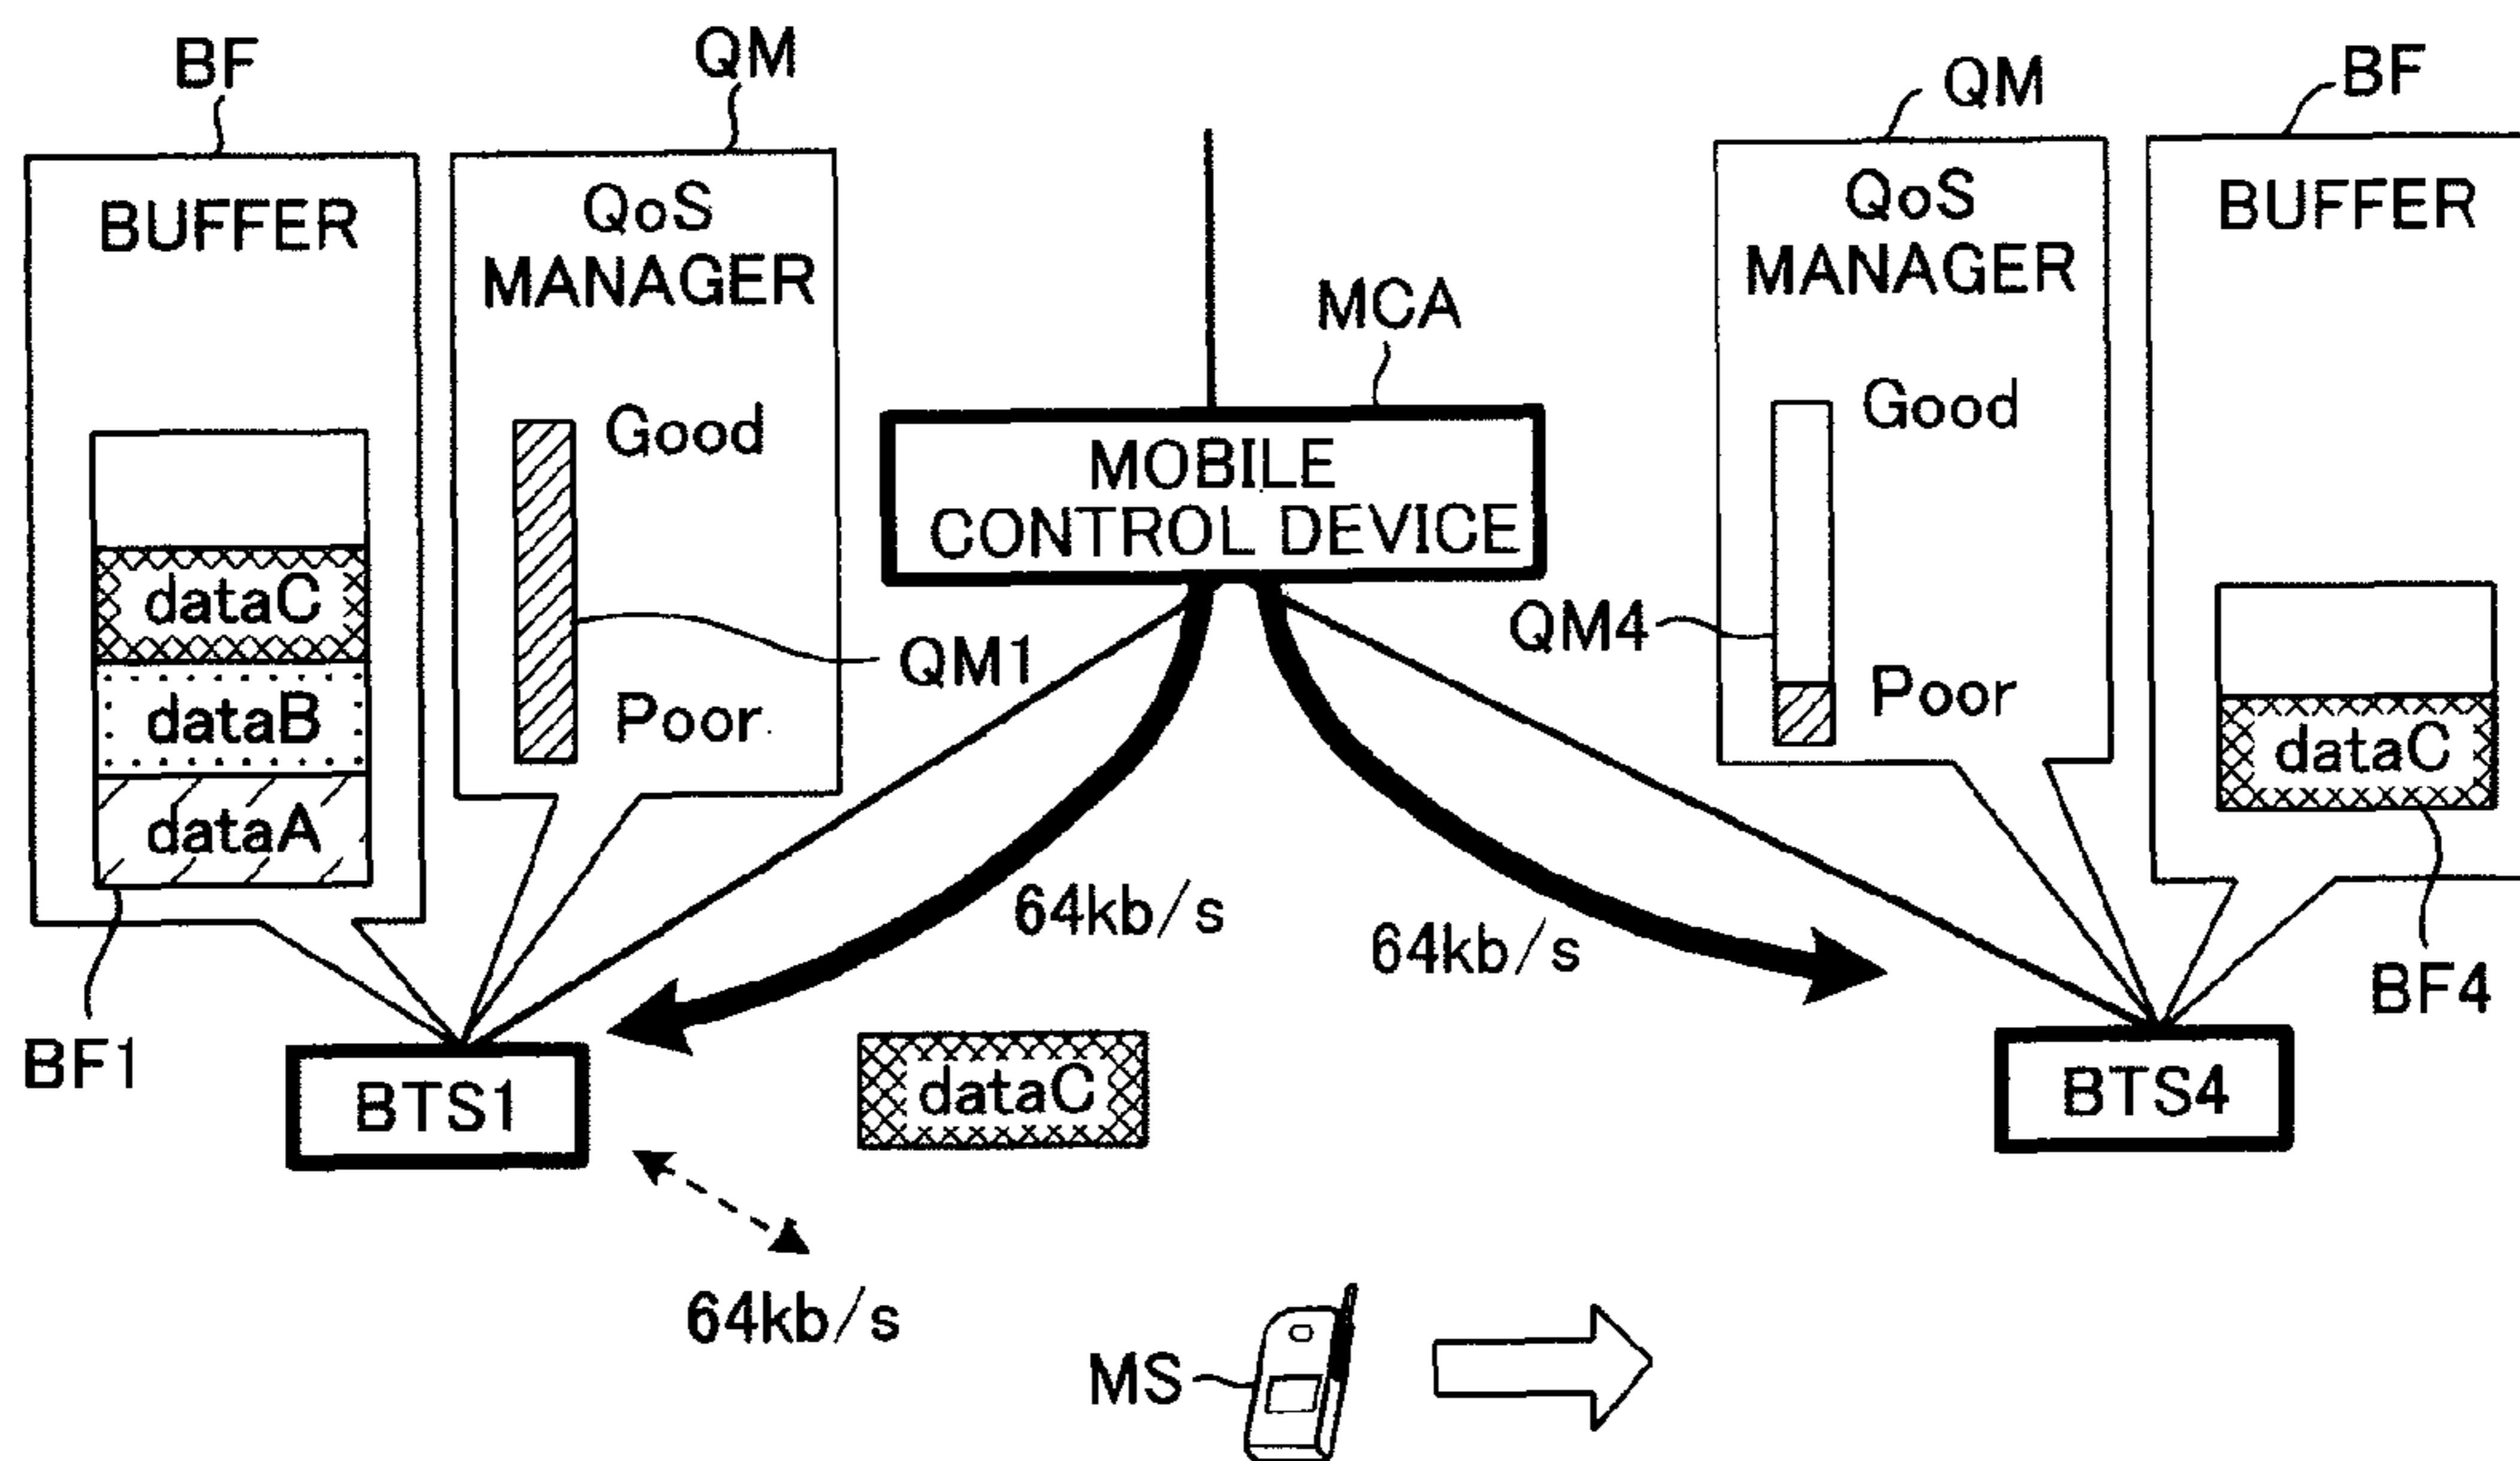 BF
QM
QM
BF
BUFFER
QoS
MANAGER
QoS
MANAGER
BUFFER
MCA
Good
Good
MOBILE
CONTROL DEVICE
dataC
dataB
dataA
QM1
Poor
QM4
Poor
dataC
64kb/s
64kb/s
BF1
BF4
BTS1
dataC
BTS4
64kb/s
MS